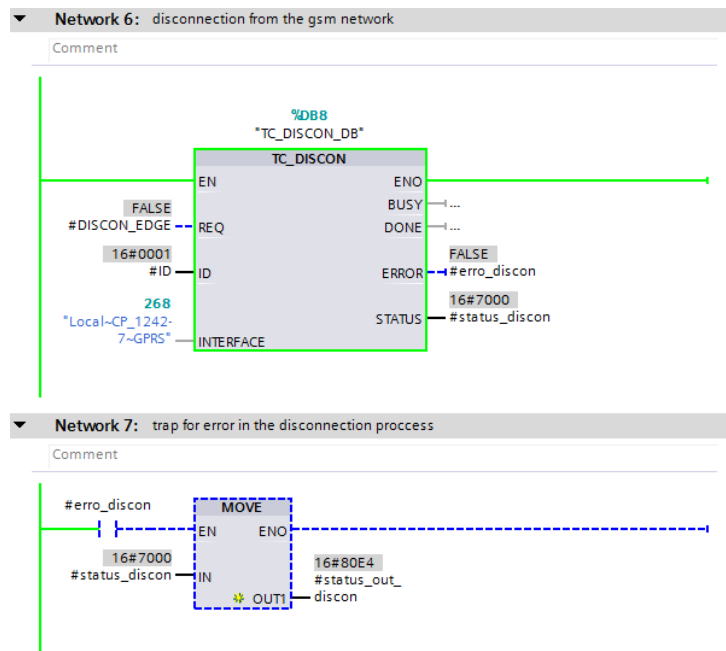 Network 6: disconnection from the gsm network
Comment
%DB8
"TC_DISCON_DB"
TC_DISCON
EN ENO
BUSY ...
FALSE
#DISCON_EDGE REQ DONE ...
16#0001 FALSE
#ID ID ERROR #erro_discon
268 16#7000
"Local~CP_1242- STATUS #status_discon
7~GPRS" INTERFACE
Network 7: trap for error in the disconnection proccess
Comment
#erro_discon MOVE
EN ENO
16#7000 16#80E4
#status_discon IN #status_out_
OUT1 discon